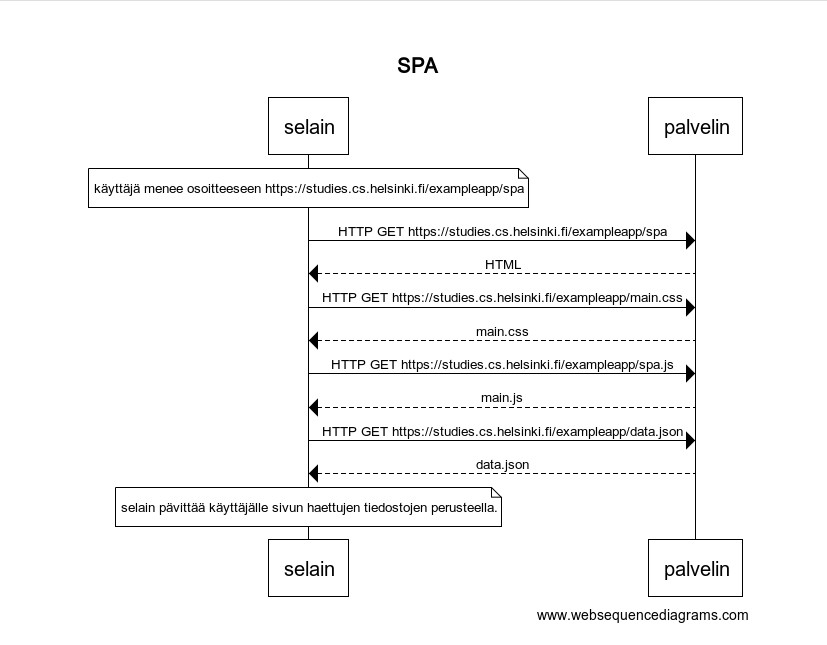 SPA
selain
palvelin
käyttäjä menee osoitteeseen https://studies.cs.helsinki.fi/exampleapp/spa
HTTP GET https://studies.cs.helsinki.fi/exampleapp/spa
HTML
HTTP GET https://studies.cs.helsinki.fi/exampleapp/main.css
main.css
HTTP GET https://studies.cs.helsinki.fi/exampleapp/spa.js
main.js
HTTP GET https://studies.cs.helsinki.fi/exampleapp/data.json
data.json
selain pävittää käyttäjälle sivun haettujen tiedostojen perusteella.
selain
palvelin
www.websequencediagrams.com